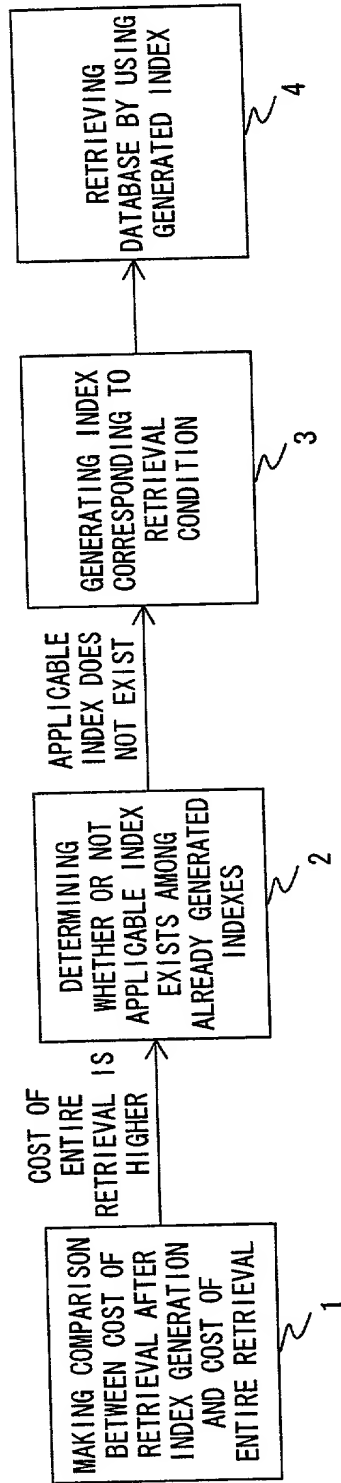 MAKING COMPARISON
BETWEEN COST OF
RETRIEVAL AFTER
INDEX GENERATION
AND COST OF
ENTIRE RETRIEVAL
1
COST OF
ENTIRE
RETRIEVAL IS
HIGHER
DETERMINING
WHETHER OR NOT
APPLICABLE INDEX
EXISTS AMONG
ALREADY GENERATED
INDEXES
2
APPLICABLE
INDEX DOES
NOT EXIST
GENERATING INDEX
CORRESPONDING TO
RETRIEVAL
CONDITION
3
RETRIEVING
DATABASE BY USING
GENERATED INDEX
4